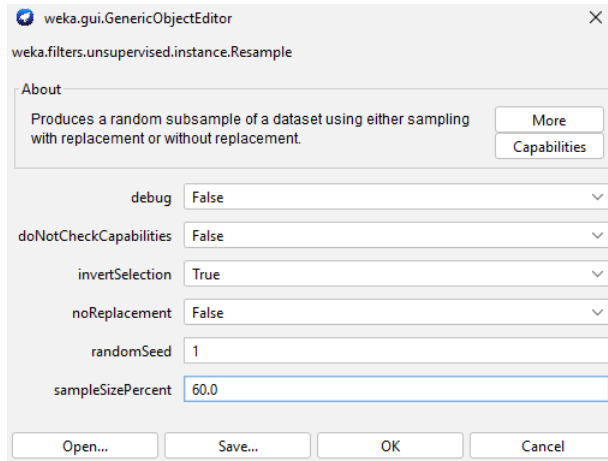 weka.gui.GenericObjectEditor
weka.filters.unsupervised.instance.Resample
About
Produces a random subsample of a dataset using either sampling
with replacement or without replacement.
More
Capabilities
debug False
doNotCheckCapabilities False
invertSelection True
noReplacement False
randomSeed 1
sampleSizePercent 60.0
Open... Save... OK Cancel